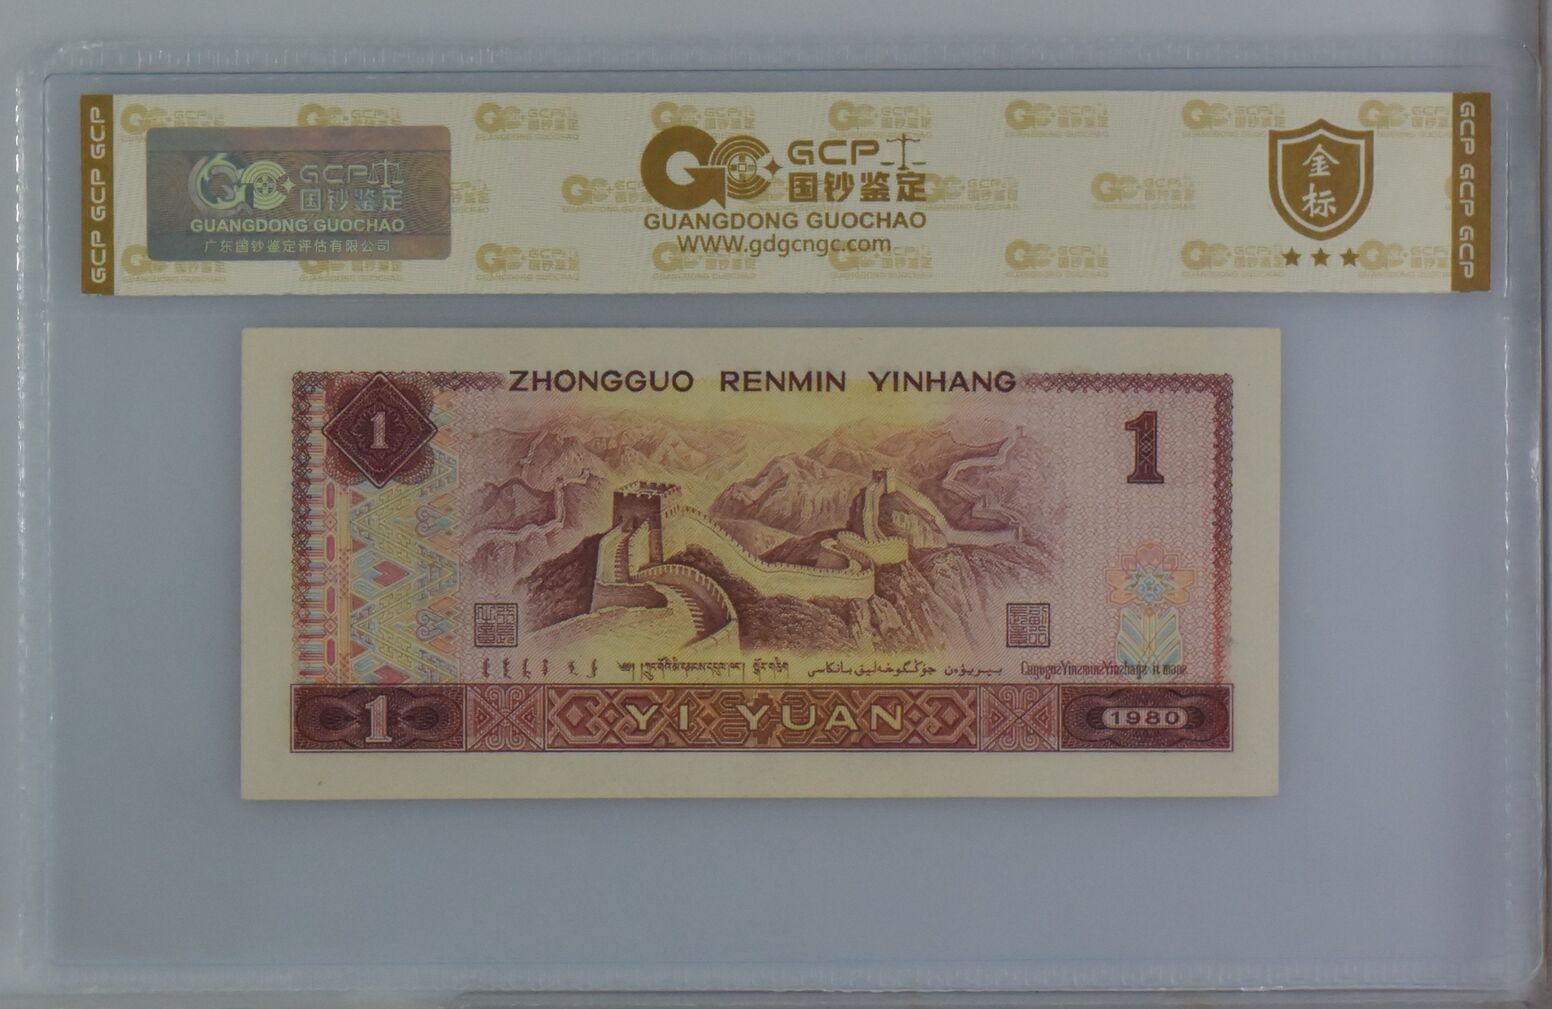 GCP GCP GCP
GCP
国钞鉴定
GUANGDONG GUOCHAO
广东国钞鉴定评估有限公司
GCP
国钞鉴定
GUANGDONG GUOCHAO
WWW.gdgcngc.com
金标
★★★
GCP GCP GCP
ZHONGGUO RENMIN YINHANG
1
1
1
YI YUAN
1980